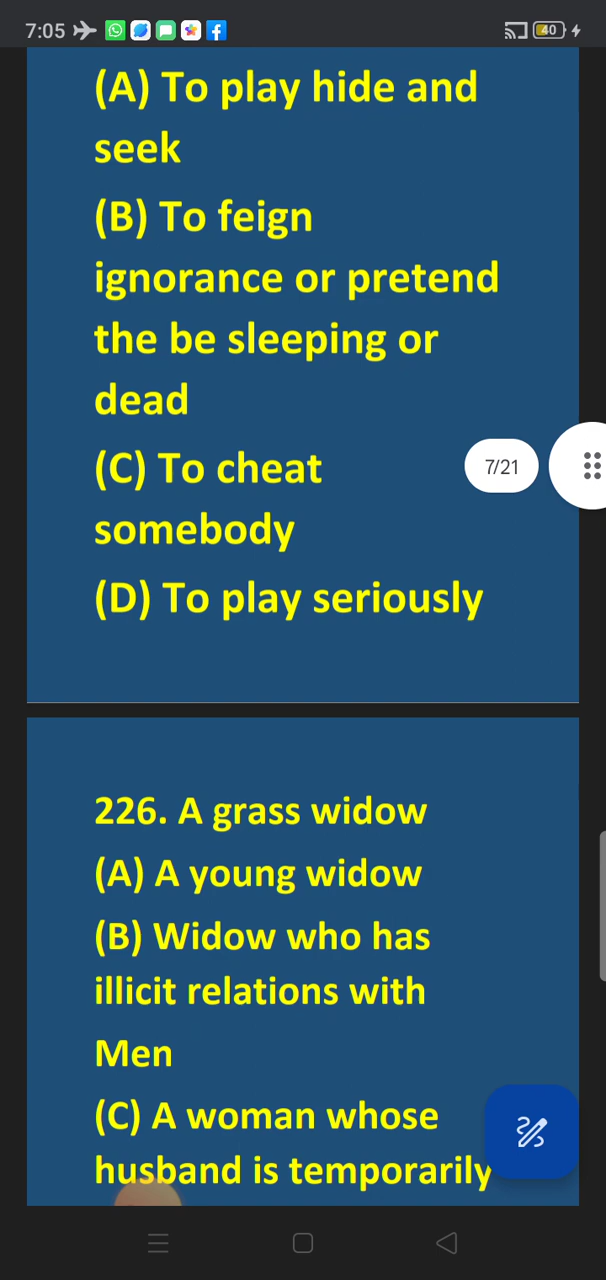 7:05
40
(A) To play hide and
seek
(B) To feign
ignorance or pretend
the be sleeping or
dead
(C) To cheat
7/21
somebody
(D) To play seriously
226. A grass widow
(A) A young widow
(B) Widow who has
illicit relations with
Men
(C) A woman whose
husband is temporarily